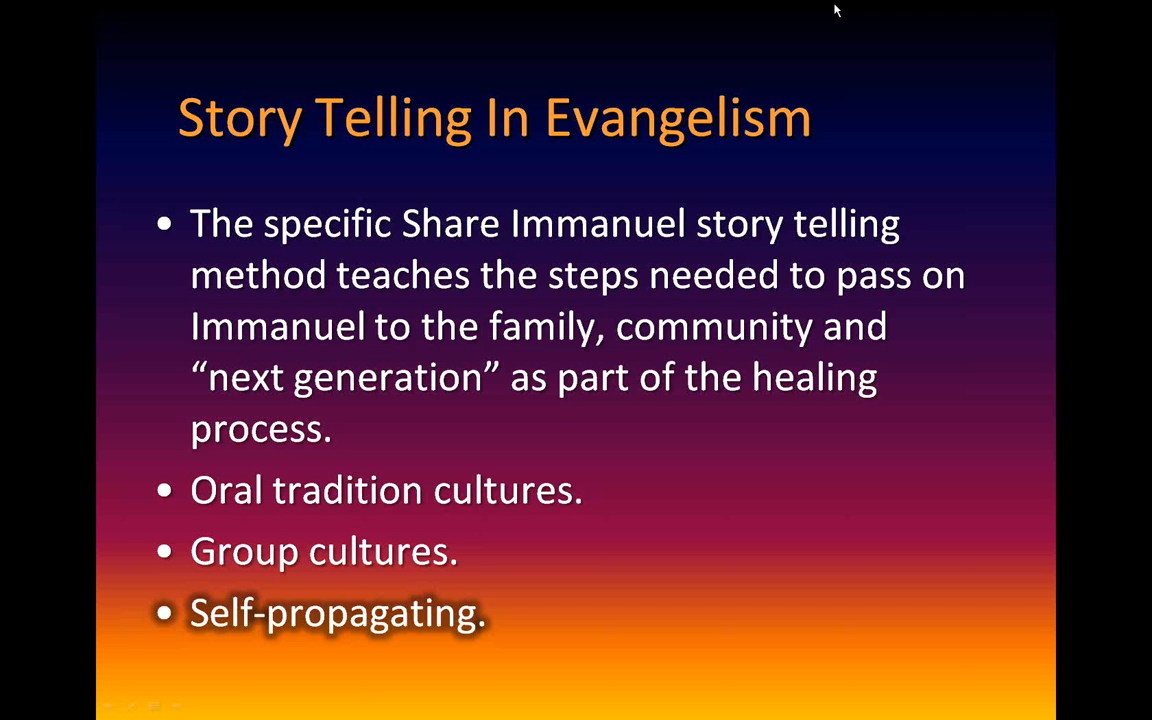 Story Telling In Evangelism
• The specific Share Immanuel story telling
method teaches the steps needed to pass on
Immanuel to the family, community and
“next generation” as part of the healing
process.
• Oral tradition cultures.
• Group cultures.
• Self-propagating.